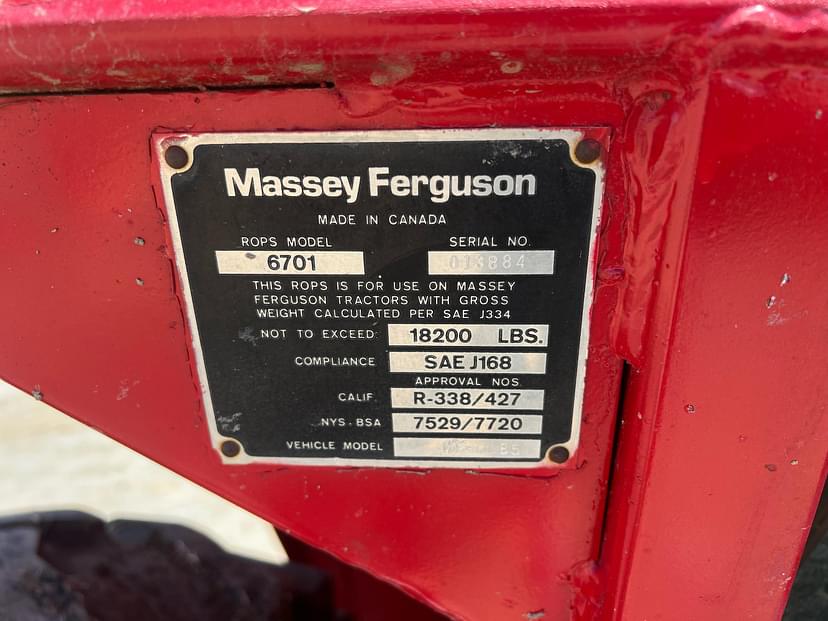 Massey Ferguson
MADE IN CANADA
ROPS MODEL SERIAL NO.
6701 013884
THIS ROPS IS FOR USE ON MASSEY
FERGUSON TRACTORS WITH GROSS
WEIGHT CALCULATED PER SAE J334
NOT TO EXCEED: 18200 LBS.
COMPLIANCE SAE J168
APPROVAL NOS.
CALIF. R-338/427
NYS·BSA 7529/7720
VEHICLE MODEL